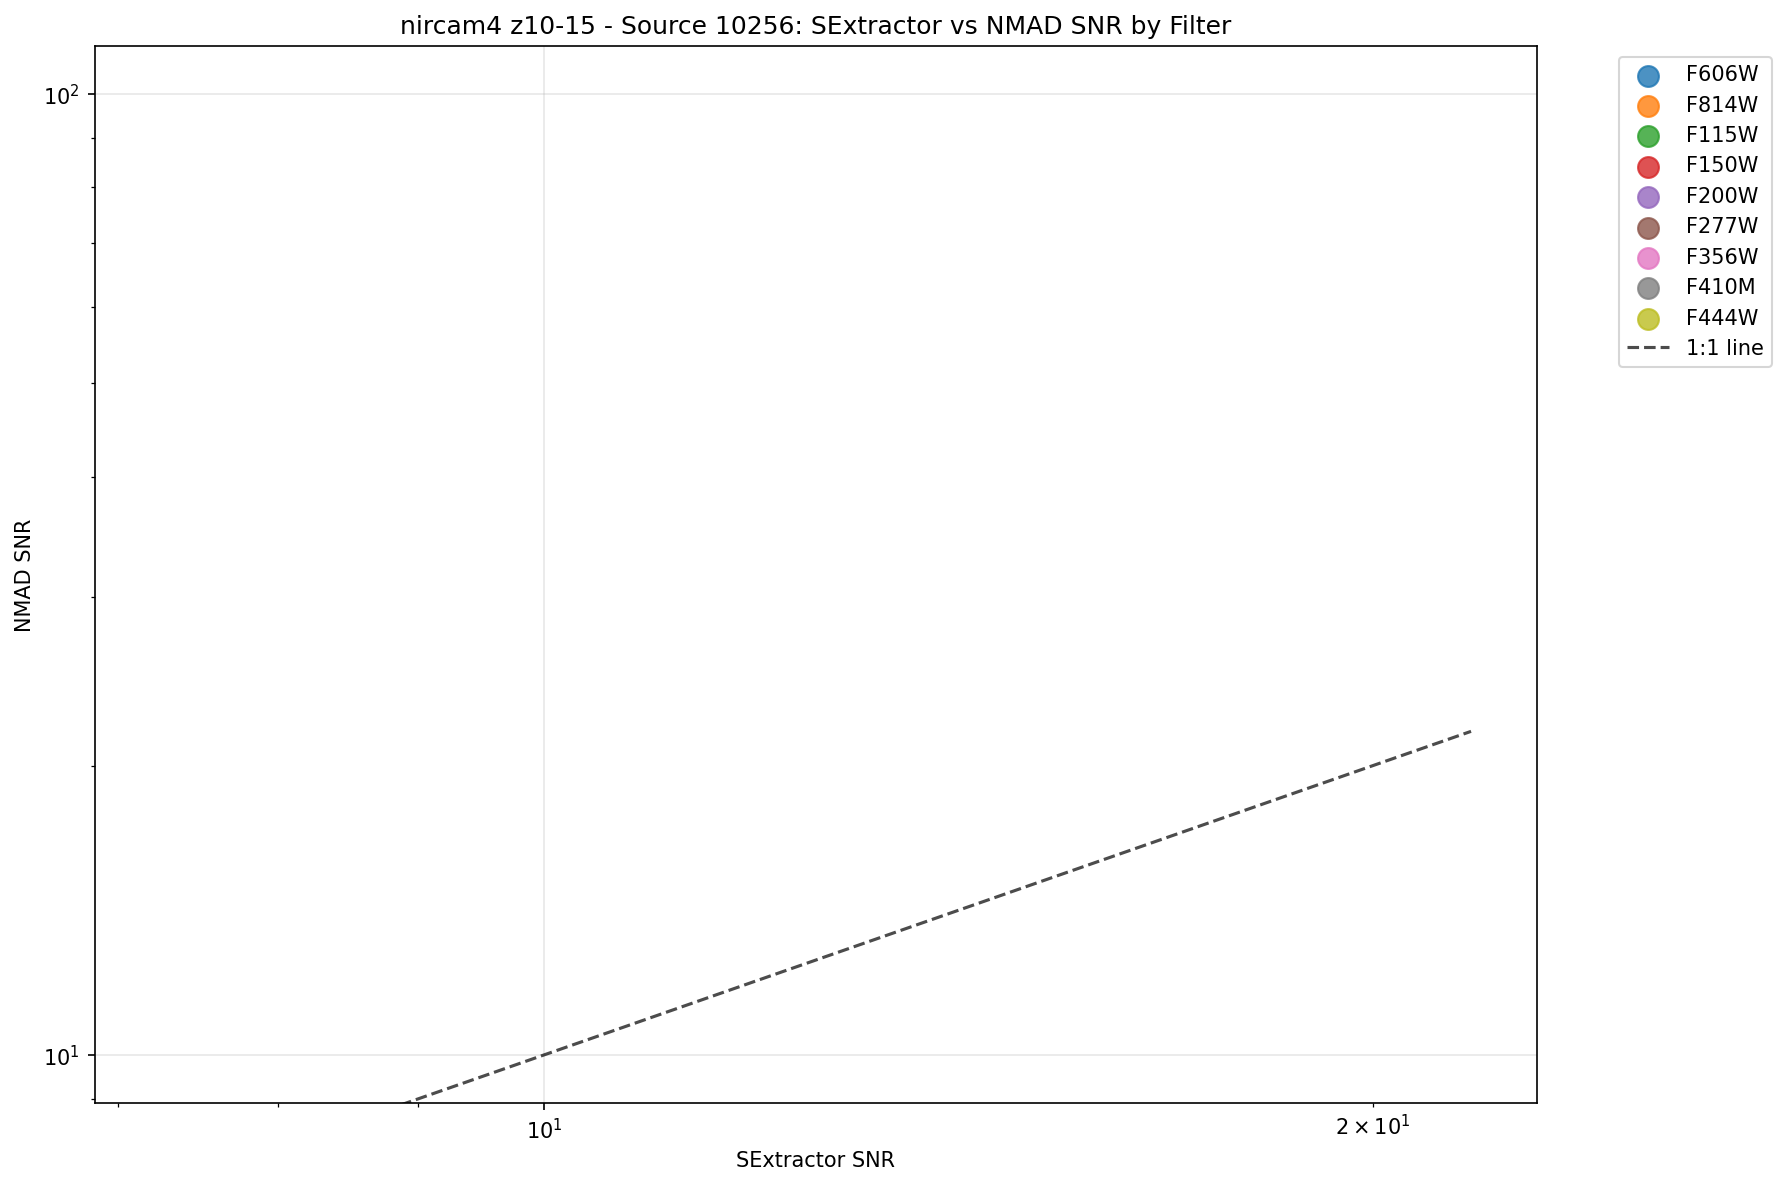 nircam4 z10-15 - Source 10256: SExtractor vs NMAD SNR by Filter
F606W
F814W
F115W
F150W
F200W
F277W
F356W
F410M
F444W
1:1 line
NMAD SNR
10²
10¹
10¹
2 × 10¹
SExtractor SNR